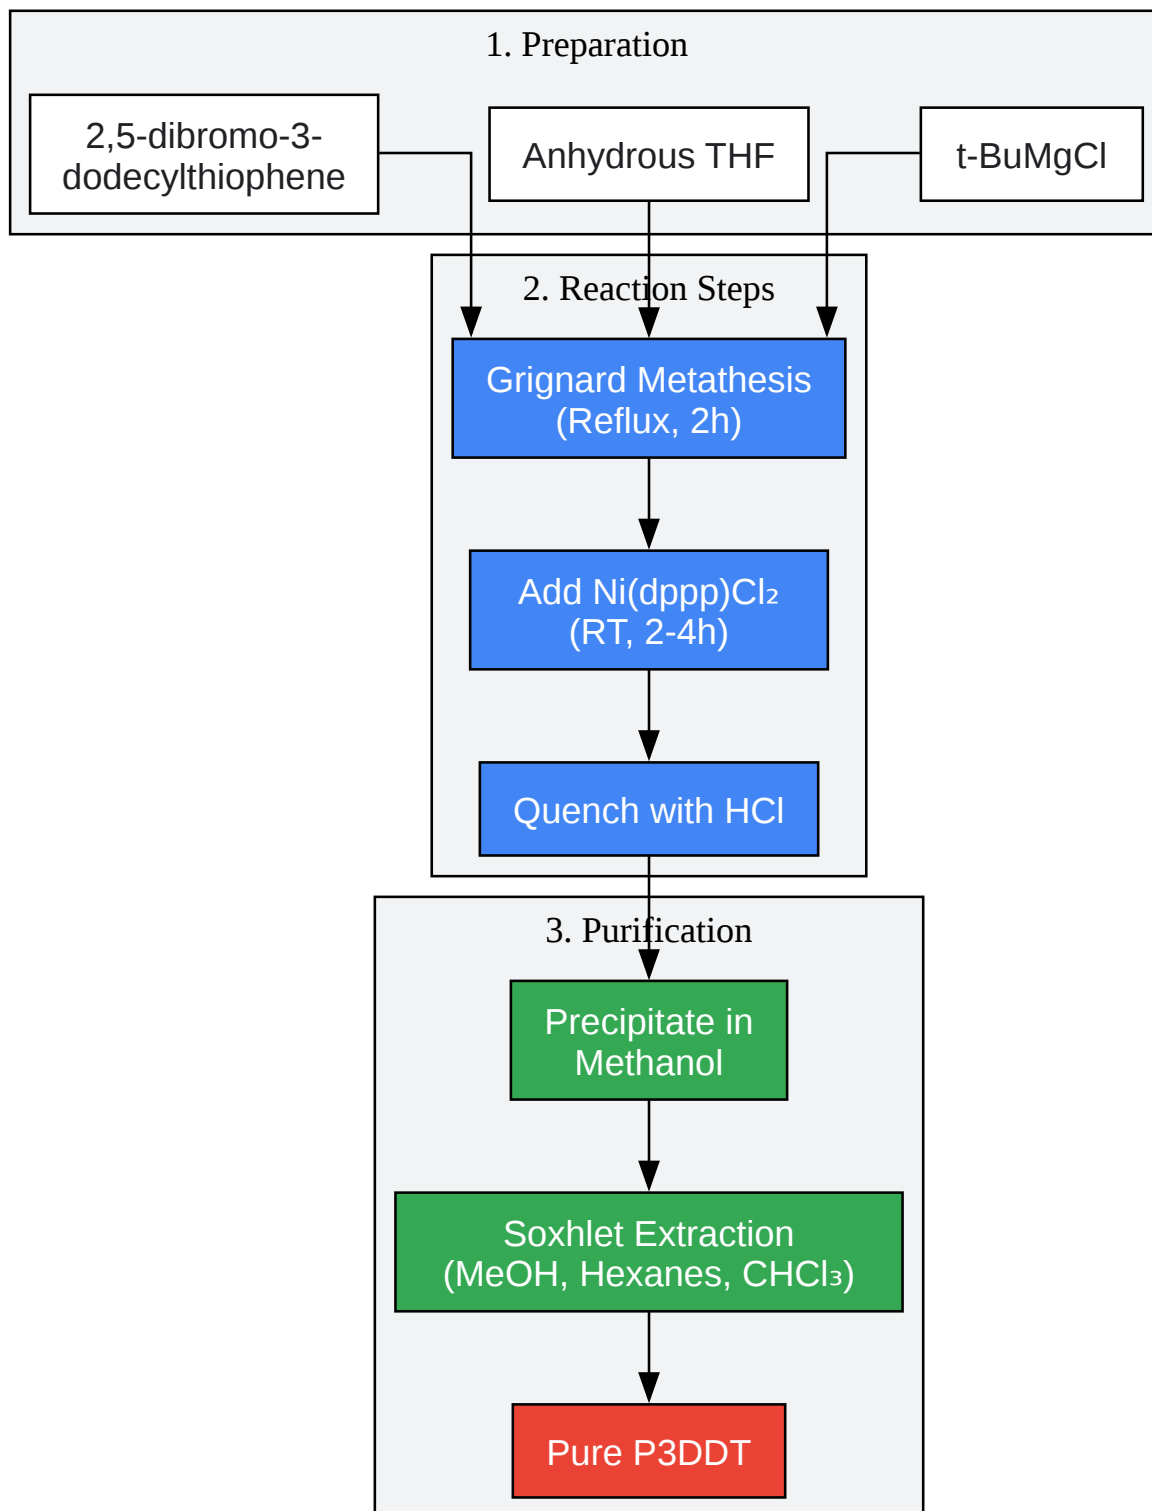 1. Preparation
2,5-dibromo-3-
dodecylthiophene
Anhydrous THF
t-BuMgCl
2. Reaction Steps
Grignard Metathesis
(Reflux, 2h)
Add Ni(dppp)Cl₂
(RT, 2-4h)
Quench with HCl
3. Purification
Precipitate in
Methanol
Soxhlet Extraction
(MeOH, Hexanes, CHCl₃)
Pure P3DDT